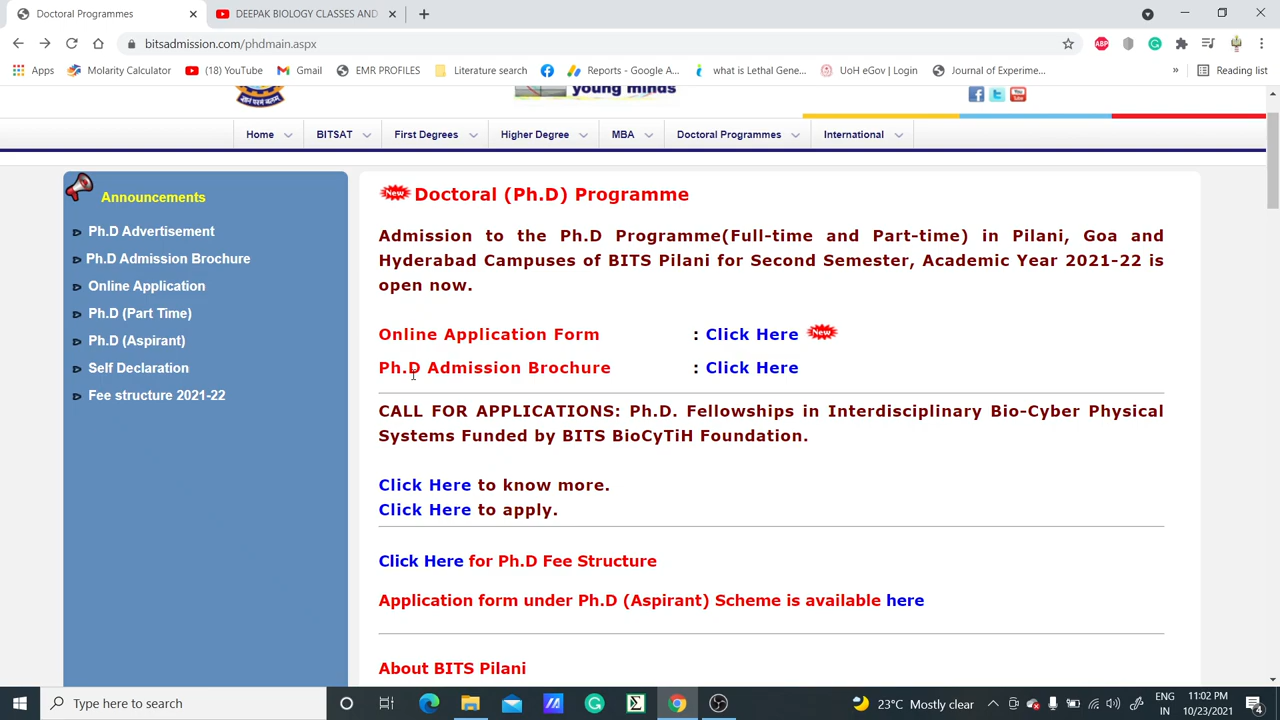 Doctoral Programmes
DEEPAK BIOLOGY CLASSES AND
bitsadmission.com/phdmain.aspx
ABP
Apps
Molarity Calculator
(18) YouTube
Gmail
EMR PROFILES
Literature search
Reports - Google A...
what is Lethal Gene...
UoH eGov | Login
Journal of Experime...
»
Reading list
young minds
Home
BITSAT
First Degrees
Higher Degree
MBA
Doctoral Programmes
International
Announcements
Ph.D Advertisement
Ph.D Admission Brochure
Online Application
Ph.D (Part Time)
Ph.D (Aspirant)
Self Declaration
Fee structure 2021-22
New Doctoral (Ph.D) Programme
Admission to the Ph.D Programme(Full-time and Part-time) in Pilani, Goa and
Hyderabad Campuses of BITS Pilani for Second Semester, Academic Year 2021-22 is
open now.
Online Application Form : Click Here New
Ph.D Admission Brochure : Click Here
CALL FOR APPLICATIONS: Ph.D. Fellowships in Interdisciplinary Bio-Cyber Physical
Systems Funded by BITS BioCyTiH Foundation.
Click Here to know more.
Click Here to apply.
Click Here for Ph.D Fee Structure
Application form under Ph.D (Aspirant) Scheme is available here
About BITS Pilani
Type here to search
23°C Mostly clear
ENG
IN
11:02 PM
10/23/2021
4